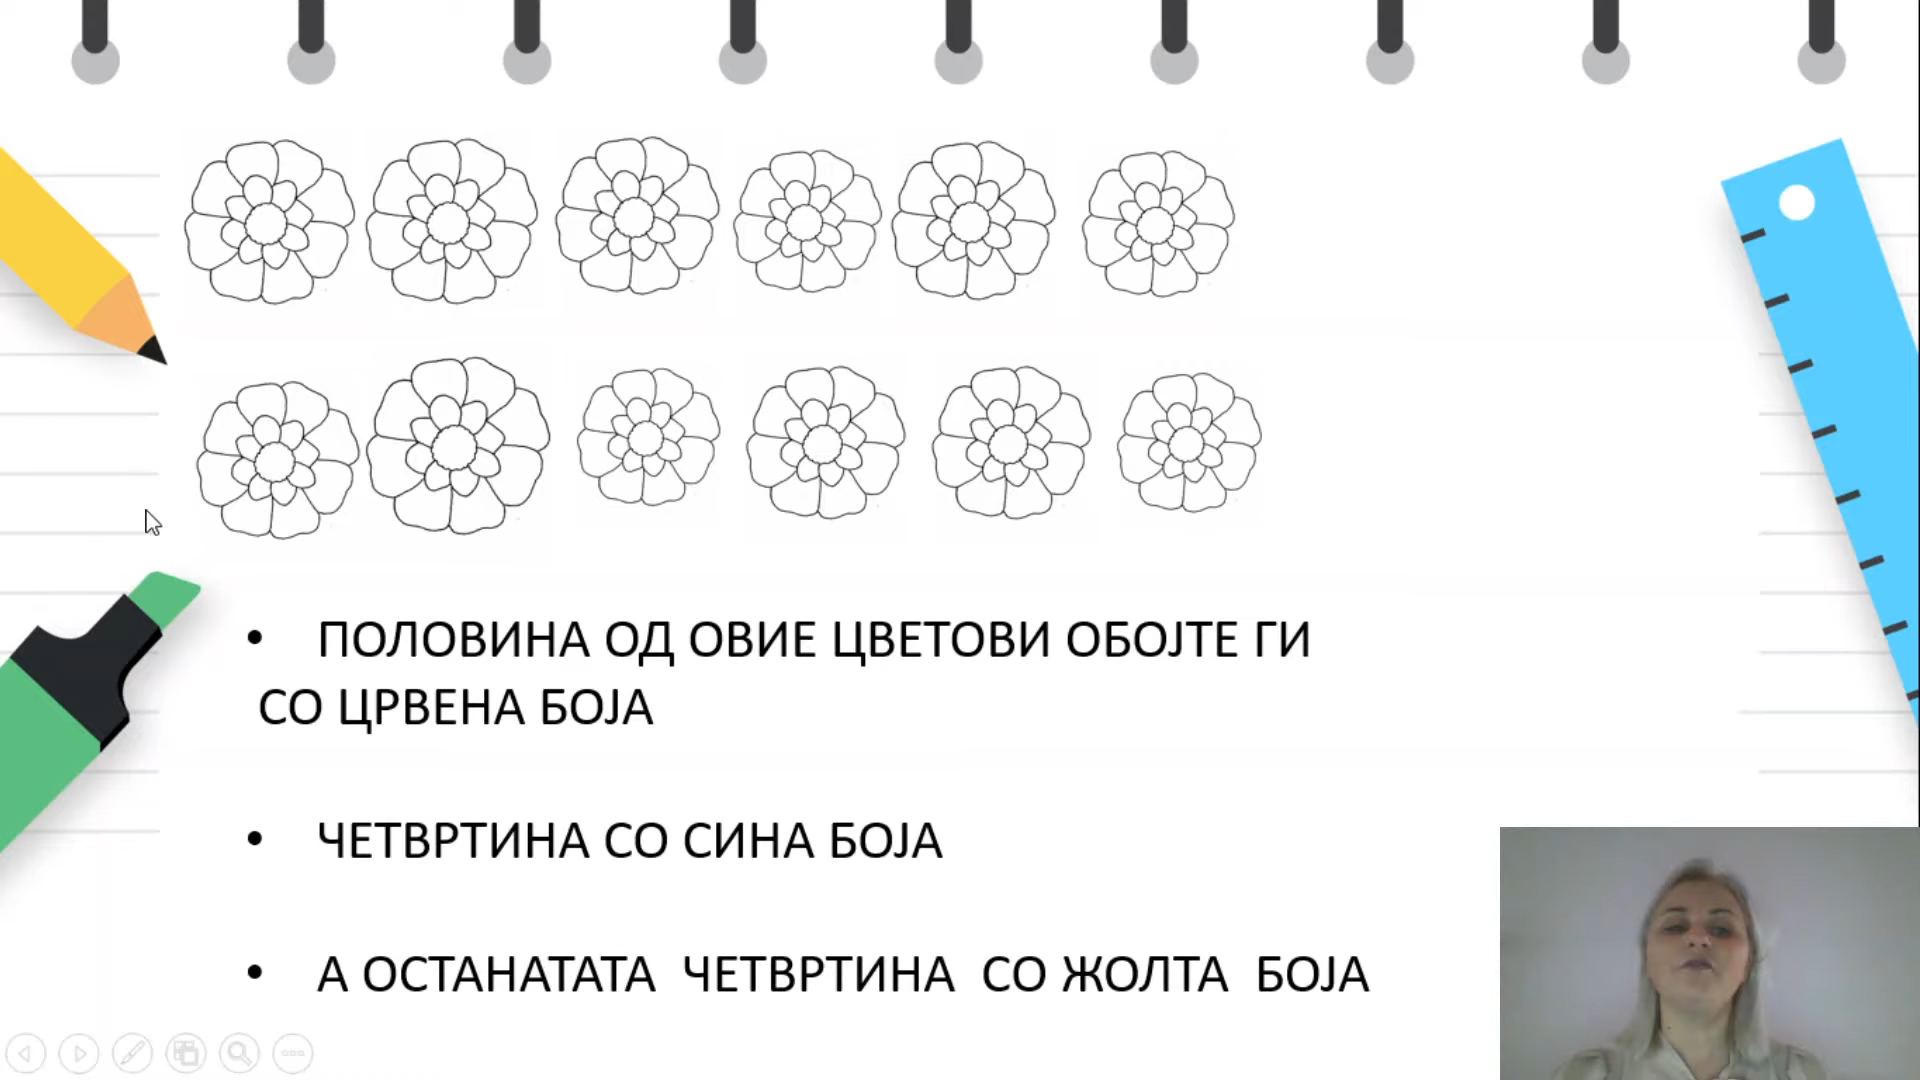 • ПОЛОВИНА ОД ОВИЕ ЦВЕТОВИ ОБОЈТЕ ГИ
СО ЦРВЕНА БОЈА
• ЧЕТВРТИНА СО СИНА БОЈА
• А ОСТАНАТАТА ЧЕТВРТИНА СО ЖОЛТА БОЈА